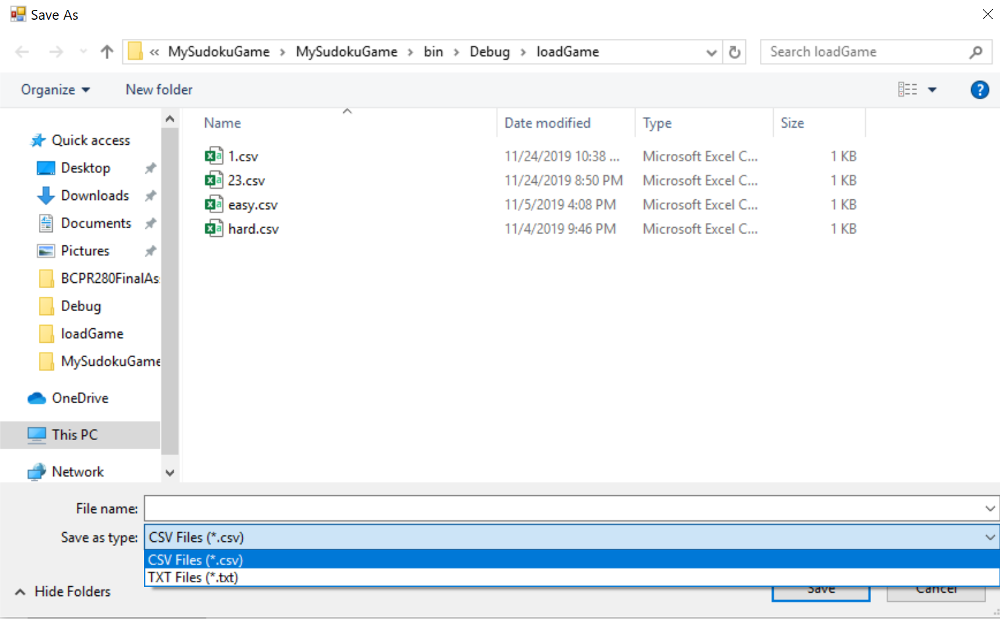 Save As
« MySudokuGame › MySudokuGame › bin › Debug › loadGame
Search loadGame
Organize
New folder
?
Name
Date modified
Type
Size
Quick access
Desktop
Downloads
Documents
Pictures
BCPR280FinalAs
Debug
loadGame
MySudokuGame
OneDrive
This PC
Network
1.csv 11/24/2019 10:38 ... Microsoft Excel C... 1 KB
23.csv 11/24/2019 8:50 PM Microsoft Excel C... 1 KB
easy.csv 11/5/2019 4:08 PM Microsoft Excel C... 1 KB
hard.csv 11/4/2019 9:46 PM Microsoft Excel C... 1 KB
File name:
Save as type: CSV Files (*.csv)
CSV Files (*.csv)
TXT Files (*.txt)
Hide Folders
Save
Cancel